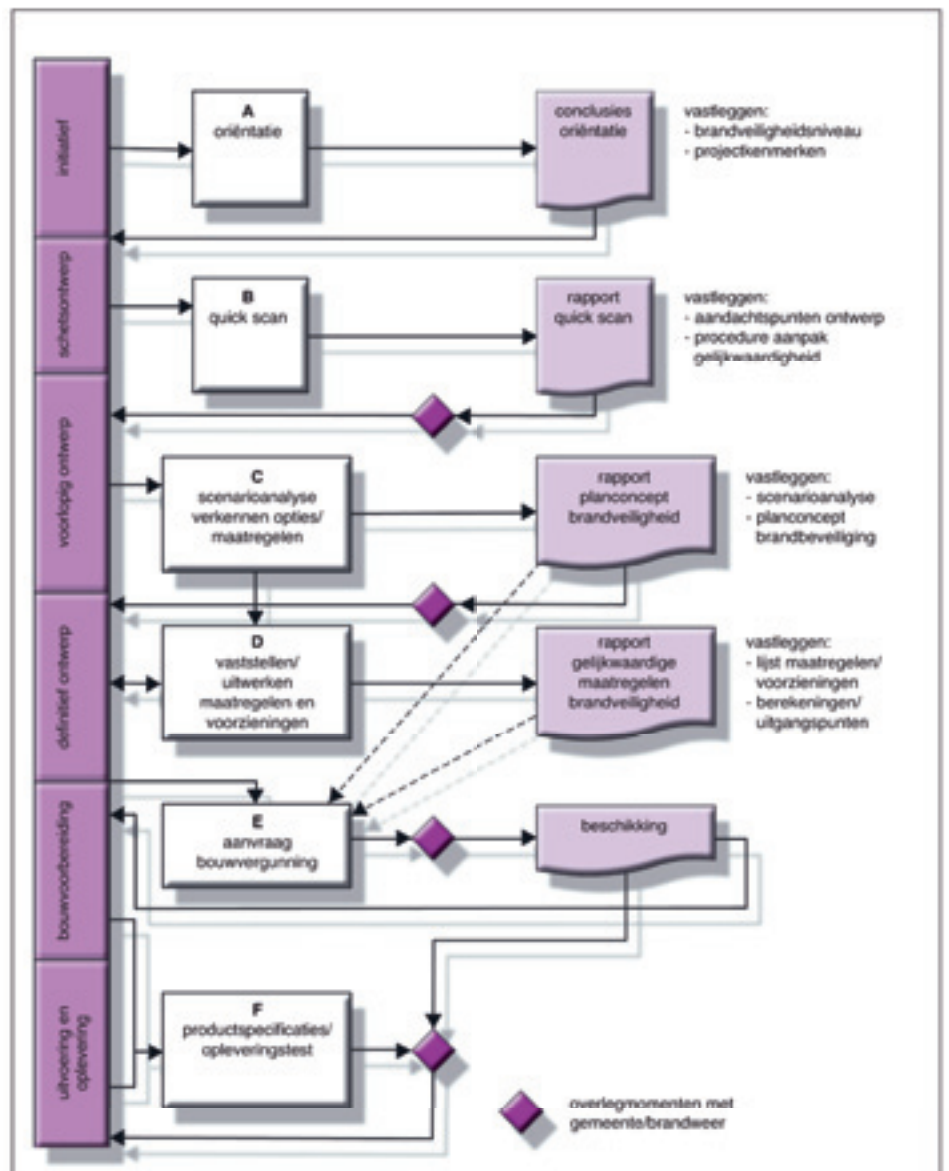 initiatief
A
oriëntatie
conclusies
oriëntatie
vastleggen:
- brandveiligheidsniveau
- projectkenmerken
schetsontwerp
B
quick scan
rapport
quick scan
vastleggen:
- aandachtspunten ontwerp
- procedure aanpak
gelijkwaardigheid
voorlopig ontwerp
C
scenarioanalyse
verkennen opties/
maatregelen
rapport
planconcept
brandveiligheid
vastleggen:
- scenarioanalyse
- planconcept
brandbeveiliging
definitief ontwerp
D
vaststellen/
uitwerken
maatregelen en
voorzieningen
rapport
gelijkwaardige
maatregelen
brandveiligheid
vastleggen:
- lijst maatregelen/
voorzieningen
- berekeningen/
uitgangspunten
bouwvoorbereiding
E
aanvraag
bouwvergunning
beschikking
uitvoering en
oplevering
F
productspecificaties/
opleveringstest
overlegmomenten met
gemeente/brandweer